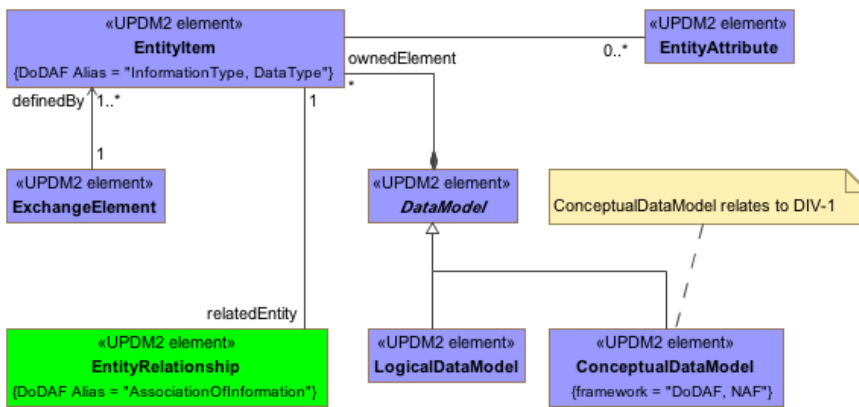 «UPDM2 element»
EntityItem
{DoDAF Alias = "InformationType, DataType"}
«UPDM2 element»
EntityAttribute
0..*
ownedElement
*
definedBy
1..*
1
1
«UPDM2 element»
ExchangeElement
«UPDM2 element»
DataModel
ConceptualDataModel relates to DIV-1
relatedEntity
«UPDM2 element»
EntityRelationship
{DoDAF Alias = "AssociationOfInformation"}
«UPDM2 element»
LogicalDataModel
«UPDM2 element»
ConceptualDataModel
{framework = "DoDAF, NAF"}